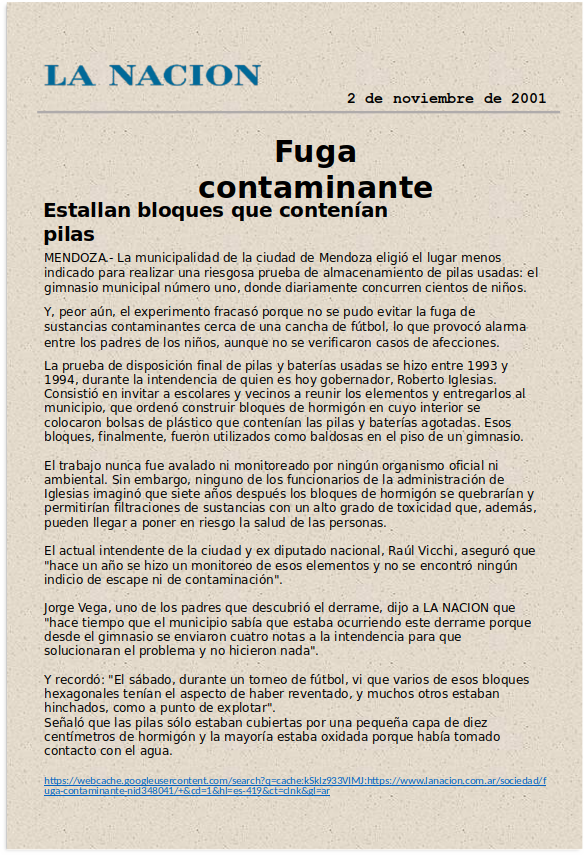 LA NACION
2 de noviembre de 2001
Fuga
contaminante
Estallan bloques que contenían
pilas
MENDOZA.- La municipalidad de la ciudad de Mendoza eligió el lugar menos
indicado para realizar una riesgosa prueba de almacenamiento de pilas usadas: el
gimnasio municipal número uno, donde diariamente concurren cientos de niños.
Y, peor aún, el experimento fracasó porque no se pudo evitar la fuga de
sustancias contaminantes cerca de una cancha de fútbol, lo que provocó alarma
entre los padres de los niños, aunque no se verificaron casos de afecciones.
La prueba de disposición final de pilas y baterías usadas se hizo entre 1993 y
1994, durante la intendencia de quien es hoy gobernador, Roberto Iglesias.
Consistió en invitar a escolares y vecinos a reunir los elementos y entregarlos al
municipio, que ordenó construir bloques de hormigón en cuyo interior se
colocaron bolsas de plástico que contenían las pilas y baterías agotadas. Esos
bloques, finalmente, fueron utilizados como baldosas en el piso de un gimnasio.
El trabajo nunca fue avalado ni monitoreado por ningún organismo oficial ni
ambiental. Sin embargo, ninguno de los funcionarios de la administración de
Iglesias imaginó que siete años después los bloques de hormigón se quebrarían y
permitirían filtraciones de sustancias con un alto grado de toxicidad que, además,
pueden llegar a poner en riesgo la salud de las personas.
El actual intendente de la ciudad y ex diputado nacional, Raúl Vicchi, aseguró que
"hace un año se hizo un monitoreo de esos elementos y no se encontró ningún
indicio de escape ni de contaminación".
Jorge Vega, uno de los padres que descubrió el derrame, dijo a LA NACION que
"hace tiempo que el municipio sabía que estaba ocurriendo este derrame porque
desde el gimnasio se enviaron cuatro notas a la intendencia para que
solucionaran el problema y no hicieron nada".
Y recordó: "El sábado, durante un torneo de fútbol, vi que varios de esos bloques
hexagonales tenían el aspecto de haber reventado, y muchos otros estaban
hinchados, como a punto de explotar".
Señaló que las pilas sólo estaban cubiertas por una pequeña capa de diez
centímetros de hormigón y la mayoría estaba oxidada porque había tomado
contacto con el agua.
https://webcache.googleusercontent.com/search?q=cache:kSkIz933VIMJ:https://www.lanacion.com.ar/sociedad/f
uga-contaminante-nid348041/+&cd=1&hl=es-419&ct=clnk&gl=ar